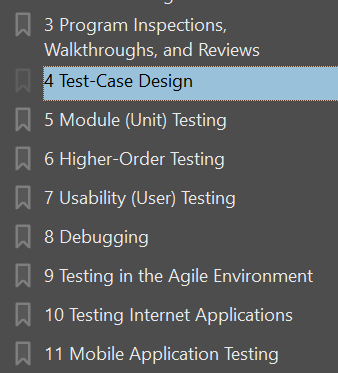 3 Program Inspections,
Walkthroughs, and Reviews
4 Test-Case Design
5 Module (Unit) Testing
6 Higher-Order Testing
7 Usability (User) Testing
8 Debugging
9 Testing in the Agile Environment
10 Testing Internet Applications
11 Mobile Application Testing